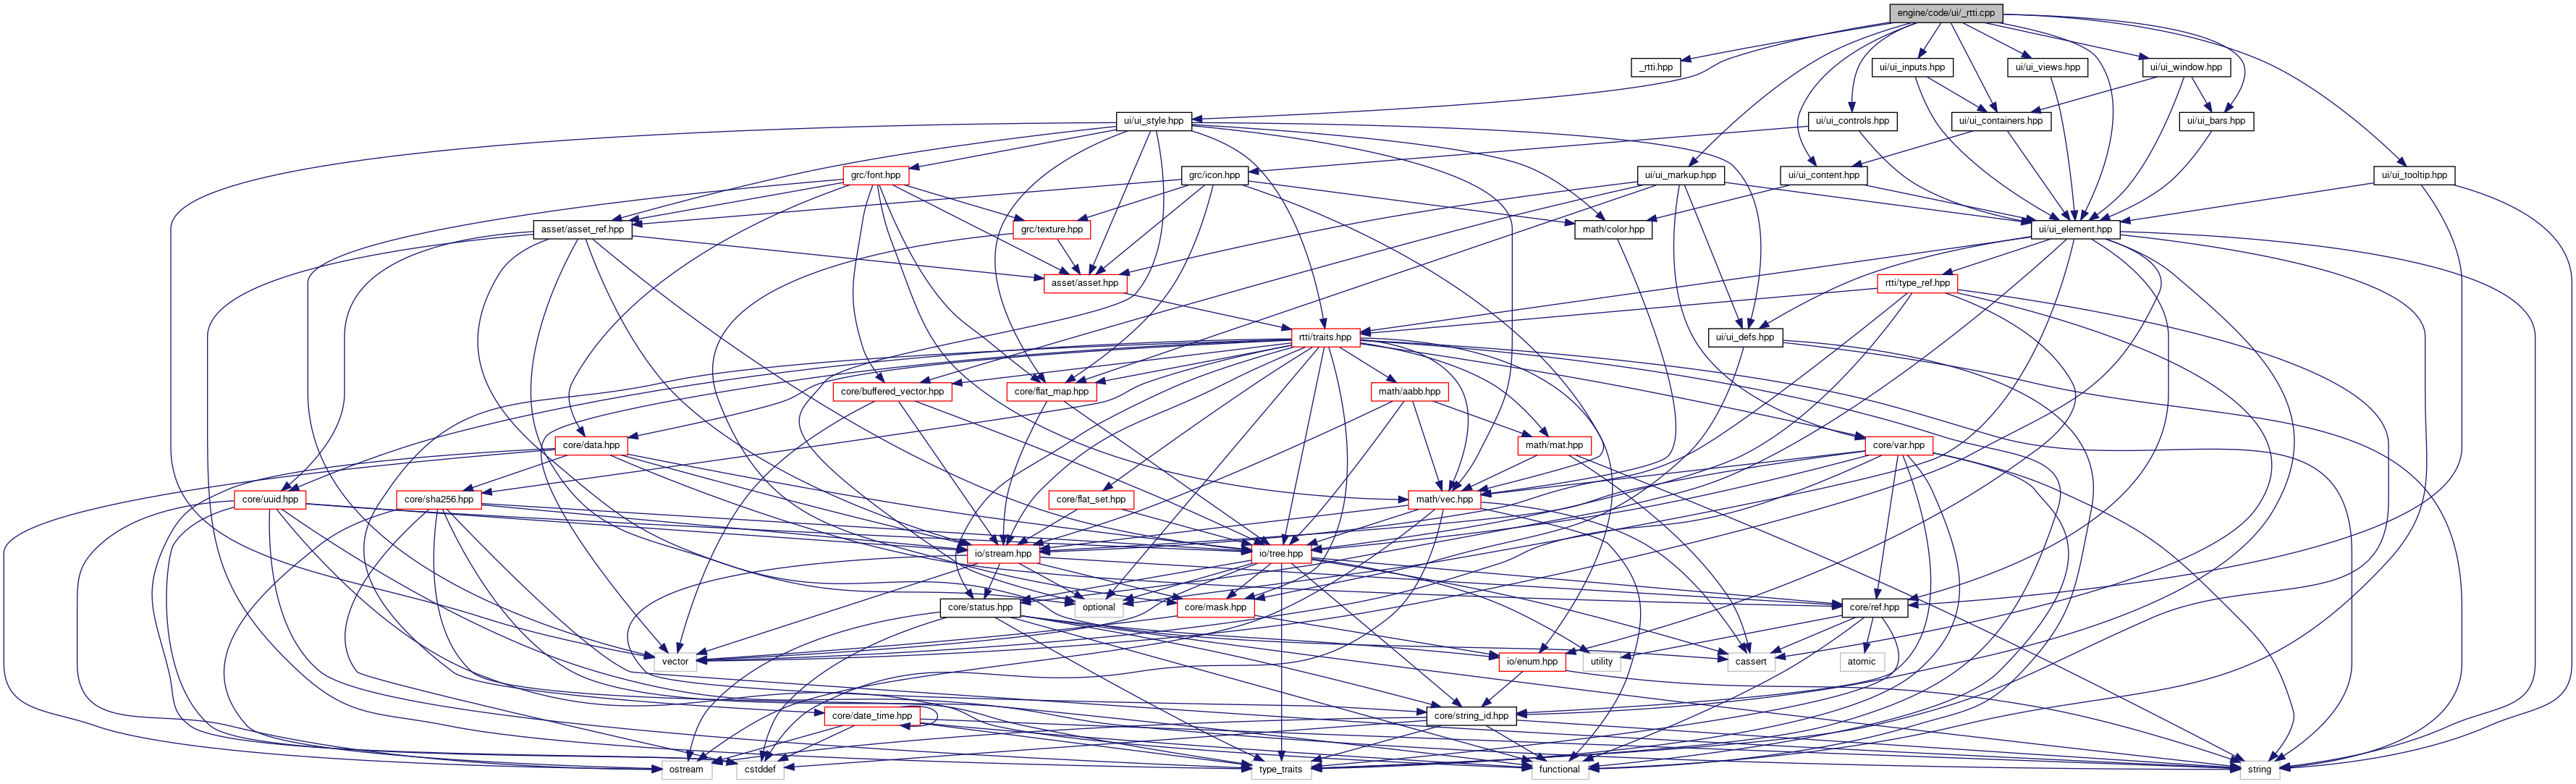 engine/code/ui/_rtti.cpp
_rtti.hpp
ui/ui_inputs.hpp
ui/ui_views.hpp
ui/ui_window.hpp
ui/ui_style.hpp
ui/ui_controls.hpp
ui/ui_containers.hpp
ui/ui_bars.hpp
grc/font.hpp
grc/icon.hpp
ui/ui_markup.hpp
ui/ui_content.hpp
ui/ui_tooltip.hpp
asset/asset_ref.hpp
grc/texture.hpp
math/color.hpp
ui/ui_element.hpp
asset/asset.hpp
rtti/type_ref.hpp
rtti/traits.hpp
ui/ui_defs.hpp
core/buffered_vector.hpp
core/flat_map.hpp
math/aabb.hpp
core/data.hpp
math/mat.hpp
core/var.hpp
core/uuid.hpp
core/sha256.hpp
core/flat_set.hpp
math/vec.hpp
io/stream.hpp
io/tree.hpp
core/status.hpp
optional
core/mask.hpp
core/ref.hpp
vector
io/enum.hpp
utility
cassert
atomic
core/date_time.hpp
core/string_id.hpp
ostream
cstddef
type_traits
functional
string